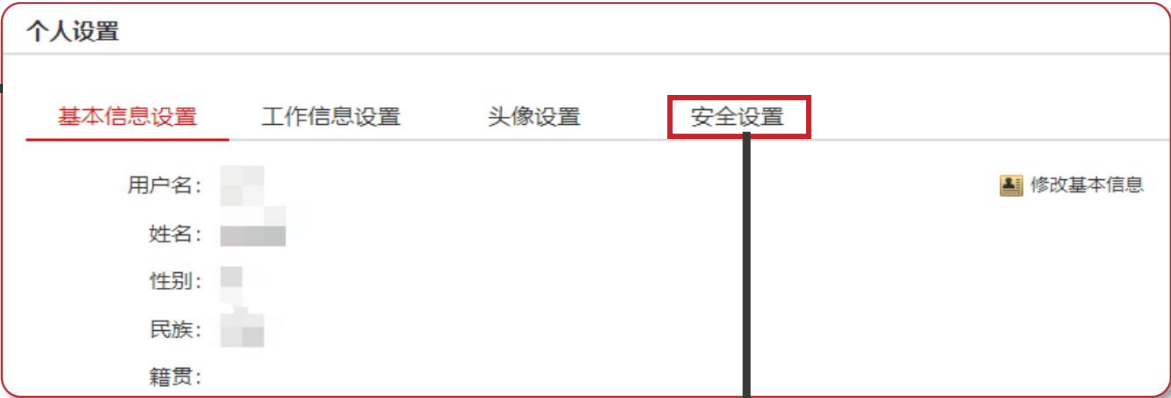 个人设置
基本信息设置 工作信息设置 头像设置 安全设置
用户名： 修改基本信息
姓名：
性别：
民族：
籍贯：